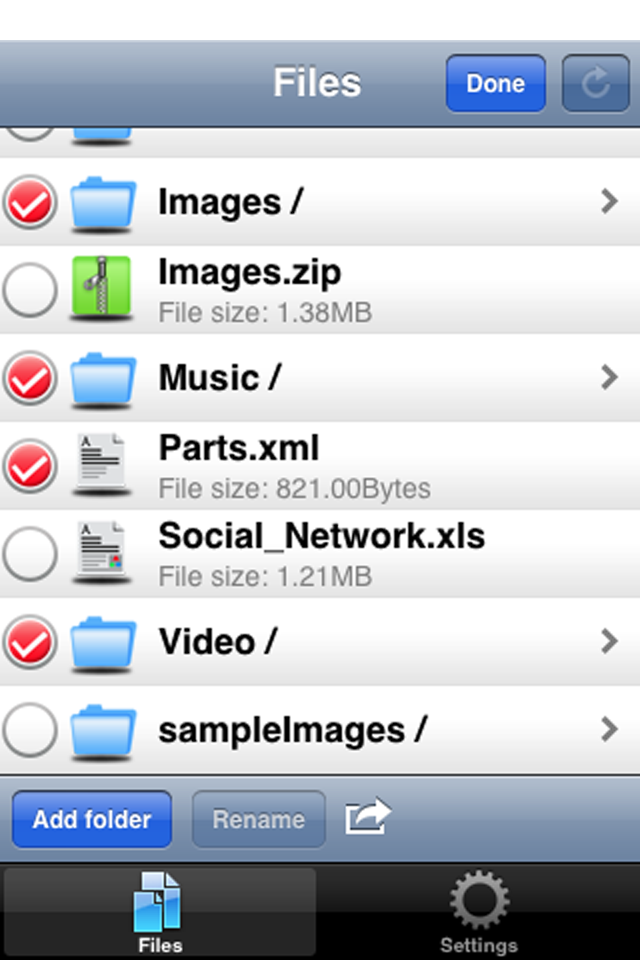 Files
Done
Images /
Images.zip
File size: 1.38MB
Music /
Parts.xml
File size: 821.00Bytes
Social_Network.xls
File size: 1.21MB
Video /
sampleImages /
Add folder
Rename
Files
Settings